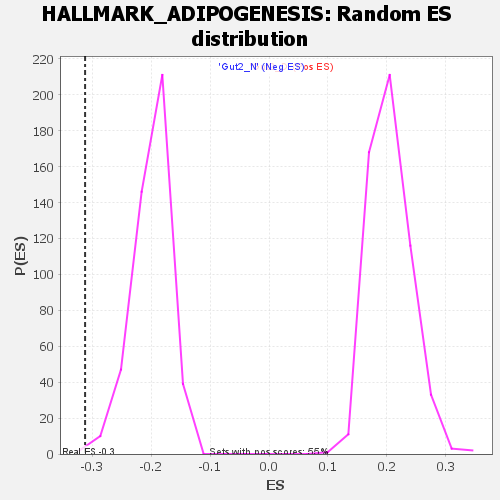 HALLMARK_ADIPOGENESIS: Random ES
distribution
'Gut2_N' (Neg ES) os ES)
P(ES)
220
200
180
160
140
120
100
80
60
40
20
0
Real ES -0.3
Sets with pos scores: 55%
-0.3
-0.2
-0.1
0.0
0.1
0.2
0.3
ES